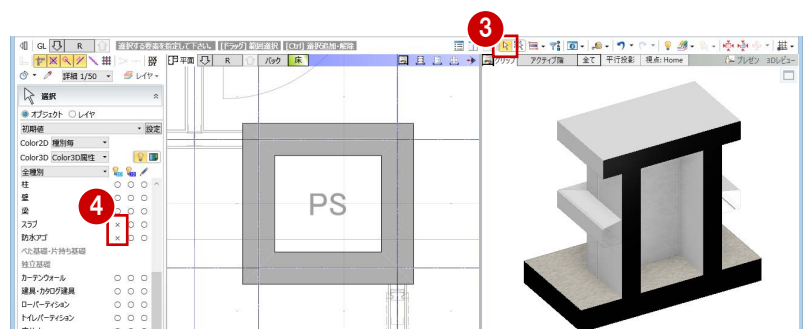 3
GL R 選択する要素を指定して下さい。 [[ドラッグ] 範囲選択 [Ctrl] 選択追加・解除
平面 R バック 床 クリップ アクティブ階 全て 平行投影 視点: Home プレゼン 3Dビュー
詳細 1/50 レイヤ
選択
オブジェクト レイヤ
初期値 設定
Color2D 種別毎
Color3D Color3D属性
全種別
柱
壁
梁
4
スラブ
防水アゴ
べた基礎・片持ち基礎
独立基礎
カーテンウォール
建具・カタログ建具
ローパーティション
トイレパーティション
PS